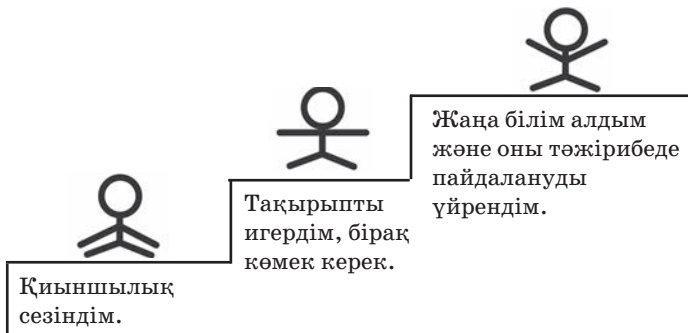 Қиыншылық
сезіндім.
Тақырыпты
игердім, бірақ
көмек керек.
Жаңа білім алдым
және оны тәжірибеде
пайдалануды
үйрендім.